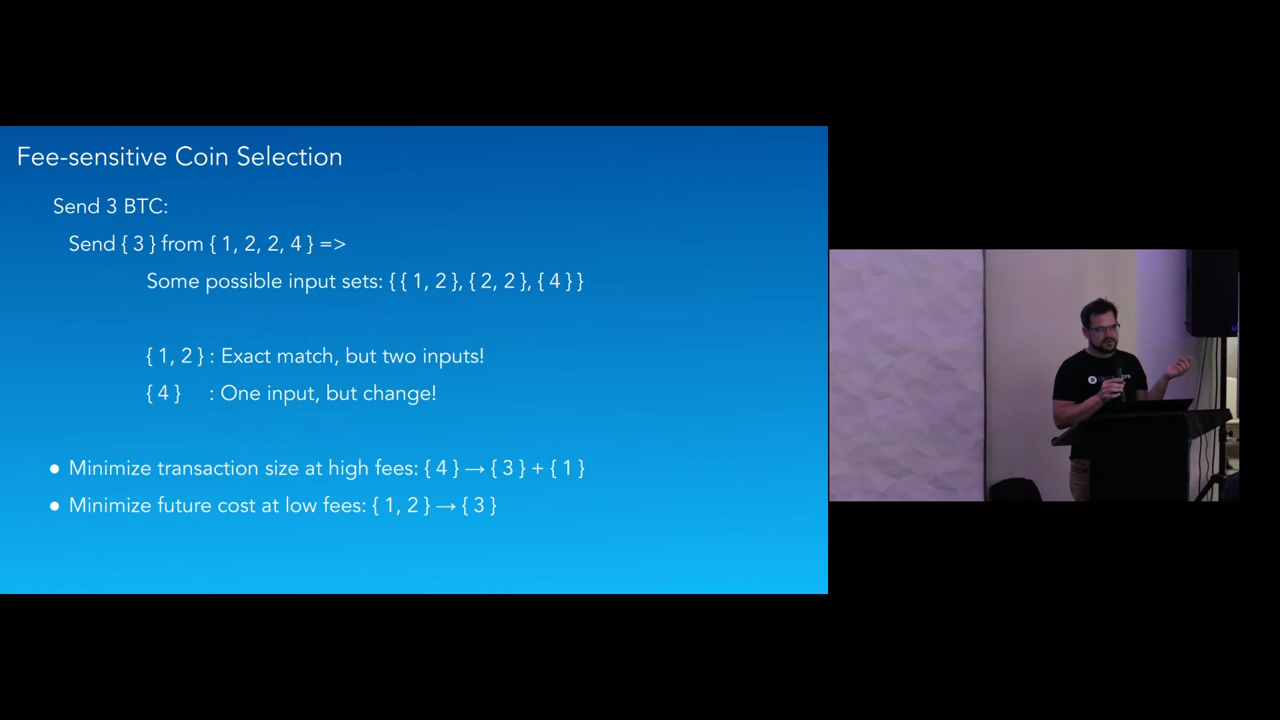 Fee-sensitive Coin Selection
Send 3 BTC:
Send { 3 } from { 1, 2, 2, 4 } =>
Some possible input sets: { { 1, 2 }, { 2, 2 }, { 4 } }
{ 1, 2 } : Exact match, but two inputs!
{ 4 } : One input, but change!
● Minimize transaction size at high fees: { 4 } → { 3 } + { 1 }
● Minimize future cost at low fees: { 1, 2 } → { 3 }